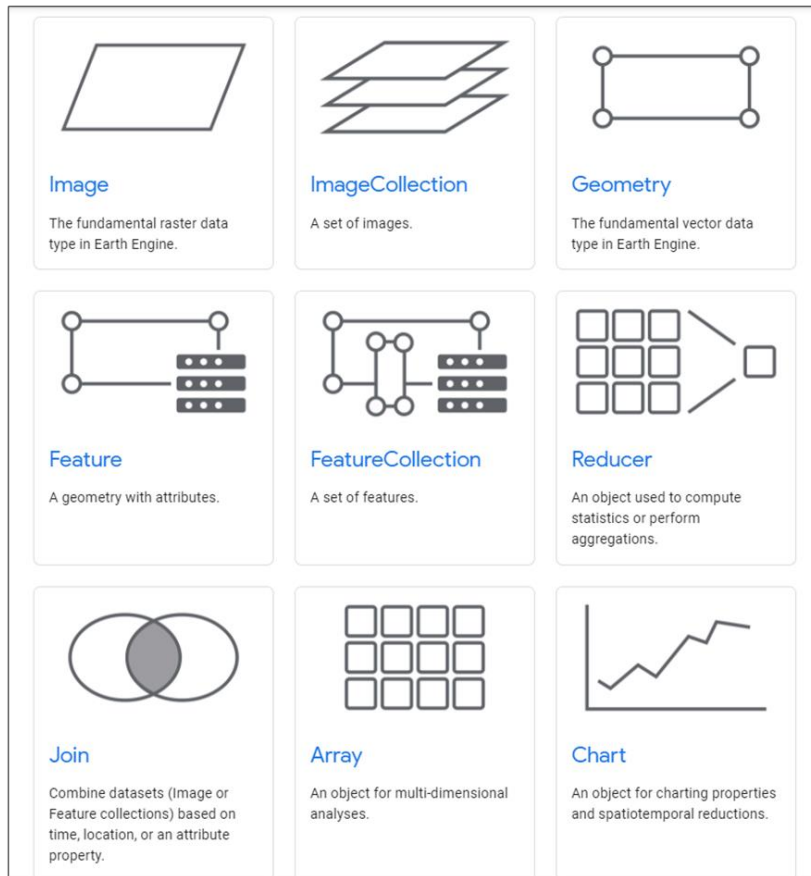 Image
The fundamental raster data
type in Earth Engine.
ImageCollection
A set of images.
Geometry
The fundamental vector data
type in Earth Engine.
Feature
A geometry with attributes.
FeatureCollection
A set of features.
Reducer
An object used to compute
statistics or perform
aggregations.
Join
Combine datasets (Image or
Feature collections) based on
time, location, or an attribute
property.
Array
An object for multi-dimensional
analyses.
Chart
An object for charting properties
and spatiotemporal reductions.